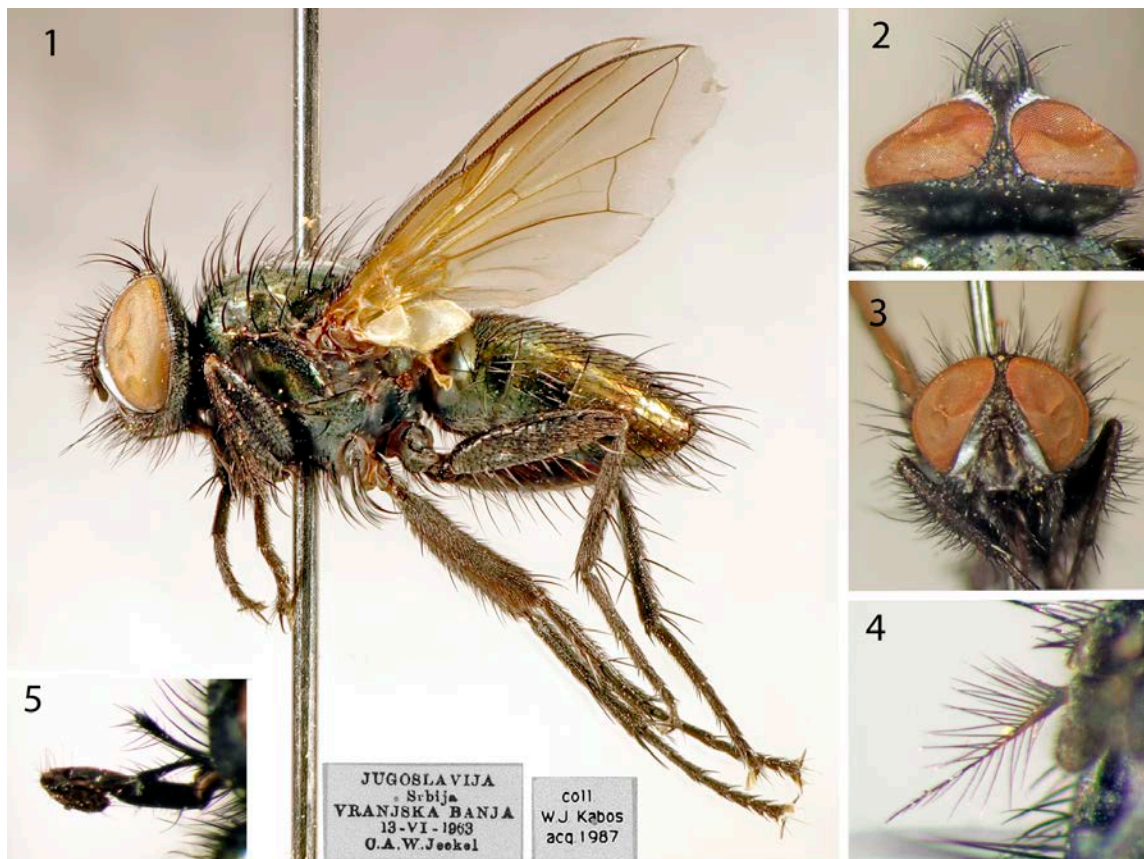 1
2
3
4
5
JUGOSLAVIJA
Srbija
VRANJSKA BANJA
13-VI-1963
C.A.W.Jeekel
coll
W.J. Kabos
acq.1987